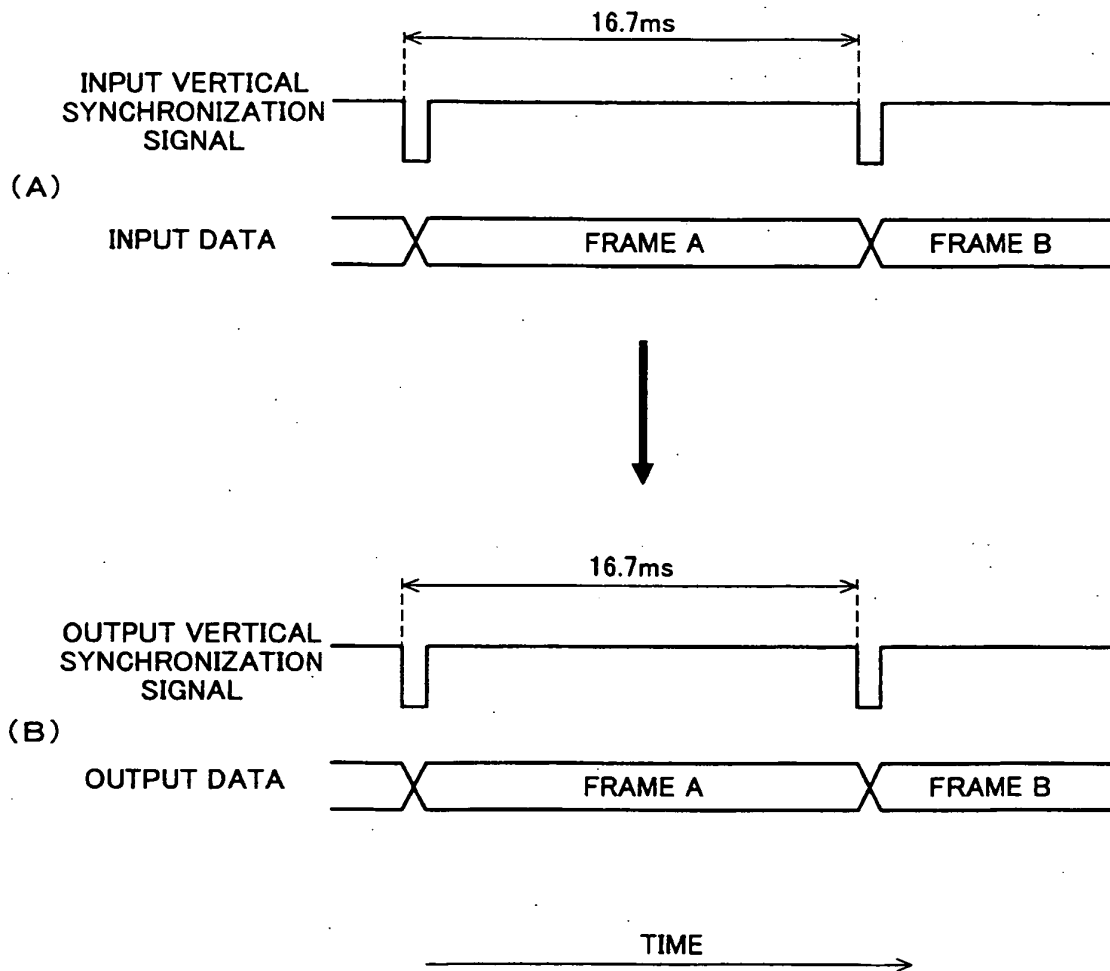 16.7ms
INPUT VERTICAL
SYNCHRONIZATION
SIGNAL
(A)
INPUT DATA
FRAME A
FRAME B
16.7ms
OUTPUT VERTICAL
SYNCHRONIZATION
SIGNAL
(B)
OUTPUT DATA
FRAME A
FRAME B
TIME